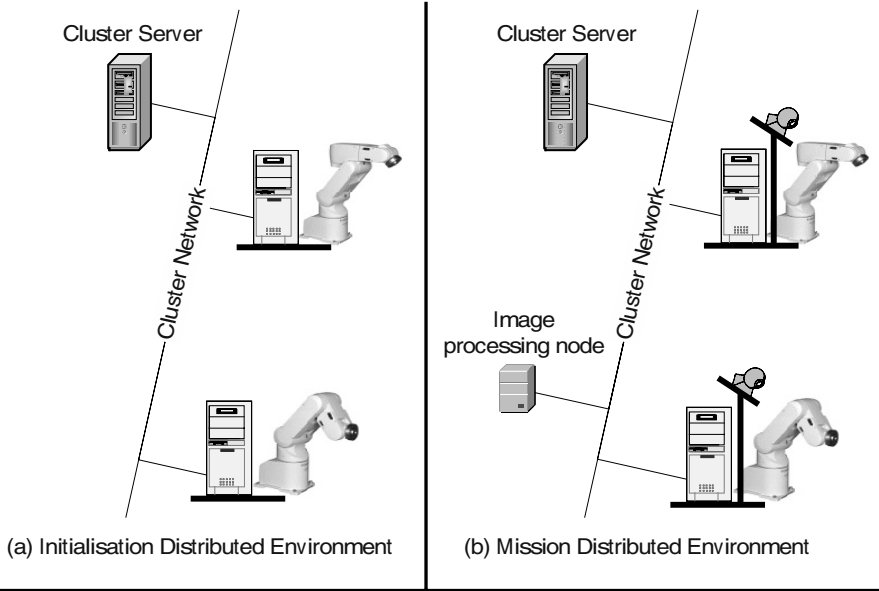 Cluster Server
Cluster Network
(a) Initialisation Distributed Environment
Cluster Server
Cluster Network
Image
processing node
(b) Mission Distributed Environment